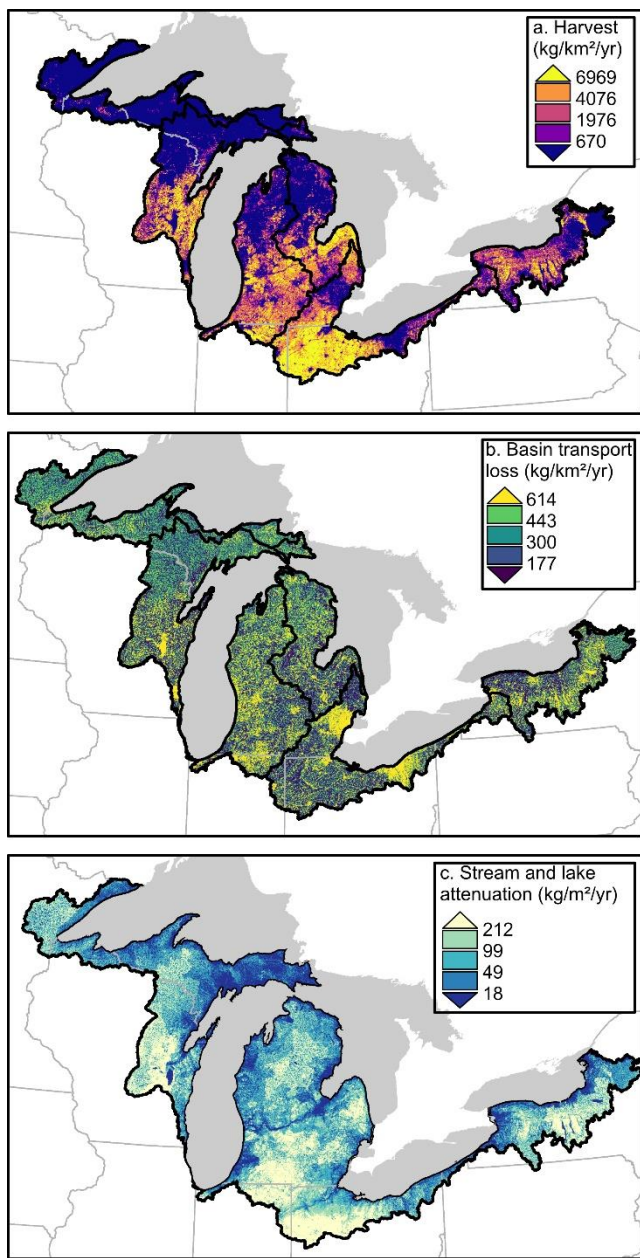 a. Harvest
(kg/km²/yr)
6969
4076
1976
670
b. Basin transport
loss (kg/km²/yr)
614
443
300
177
c. Stream and lake
attenuation (kg/m²/yr)
212
99
49
18